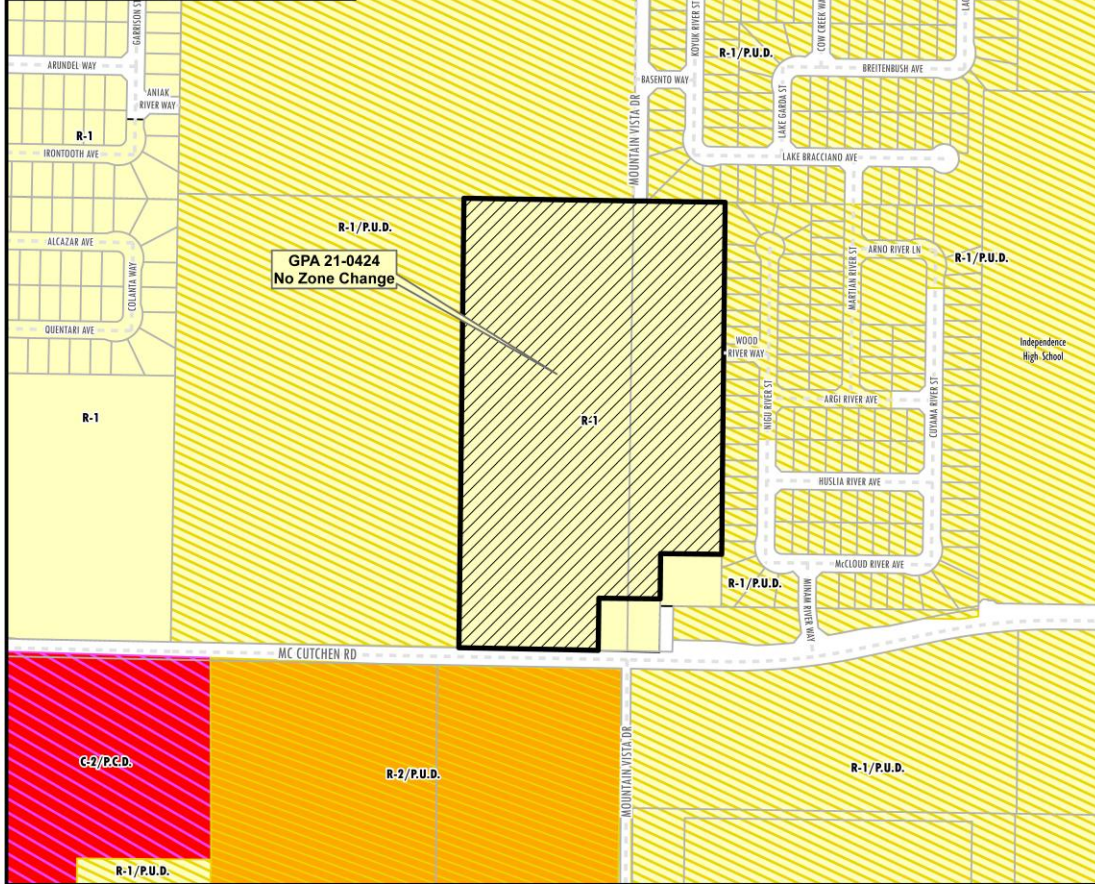 GARRISON ST
KOYUK RIVER ST
COW CREEK WA
LA
R-1/P.U.D.
ARUNDEL WAY
BREITENBUSH AVE
BASENTO WAY
ANIAK
RIVER WAY
LAKE GARDA ST
MOUNTAIN VISTA DR
R-1
IRONTOOTH AVE
LAKE BRACCIANO AVE
R-1/P.U.D.
ALCAZAR AVE
ARNO RIVER LN
R-1/P.U.D.
GPA 21-0424
No Zone Change
COLANTA WAY
MARTIAN RIVER ST
QUENTARI AVE
WOOD
RIVER WAY
Independence
High School
NIGU RIVER ST
ARGI RIVER AVE
CUYAMA RIVER ST
R-1
R-1
HUSLIA RIVER AVE
McCLOUD RIVER AVE
R-1/P.U.D.
MINAM RIVER WAY
MC CUTCHEN RD
C-2/P.C.D.
R-2/P.U.D.
MOUNTAIN VISTA DR
R-1/P.U.D.
R-1/P.U.D.